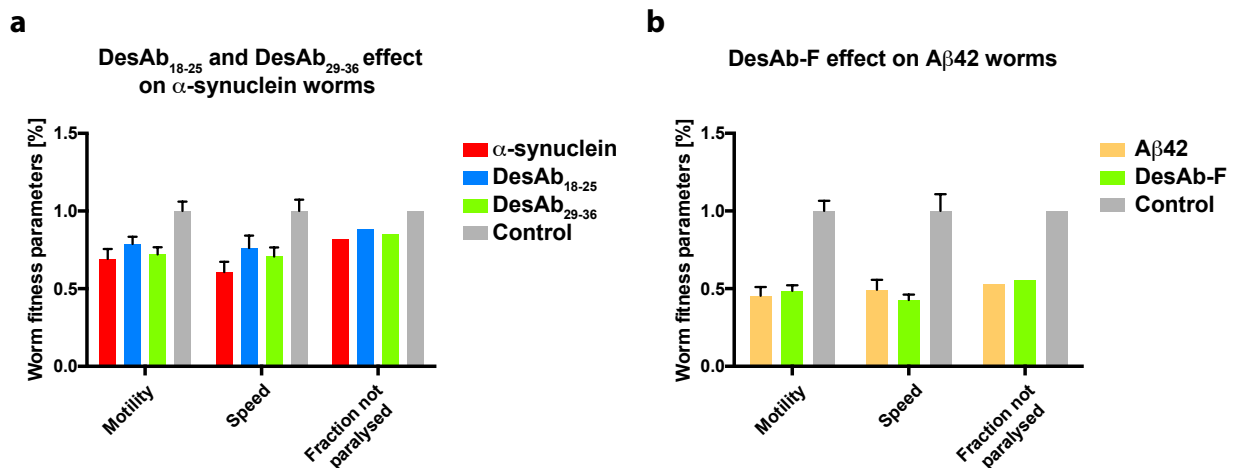 a
DesAb18-25 and DesAb29-36 effect
on α-synuclein worms
Worm fitness parameters [%]
1.5
1.0
0.5
0.0
Motility
Speed
Fraction not
paralysed
α-synuclein
DesAb18-25
DesAb29-36
Control
b
DesAb-F effect on Aβ42 worms
Worm fitness parameters [%]
1.5
1.0
0.5
0.0
Motility
Speed
Fraction not
paralysed
Aβ42
DesAb-F
Control